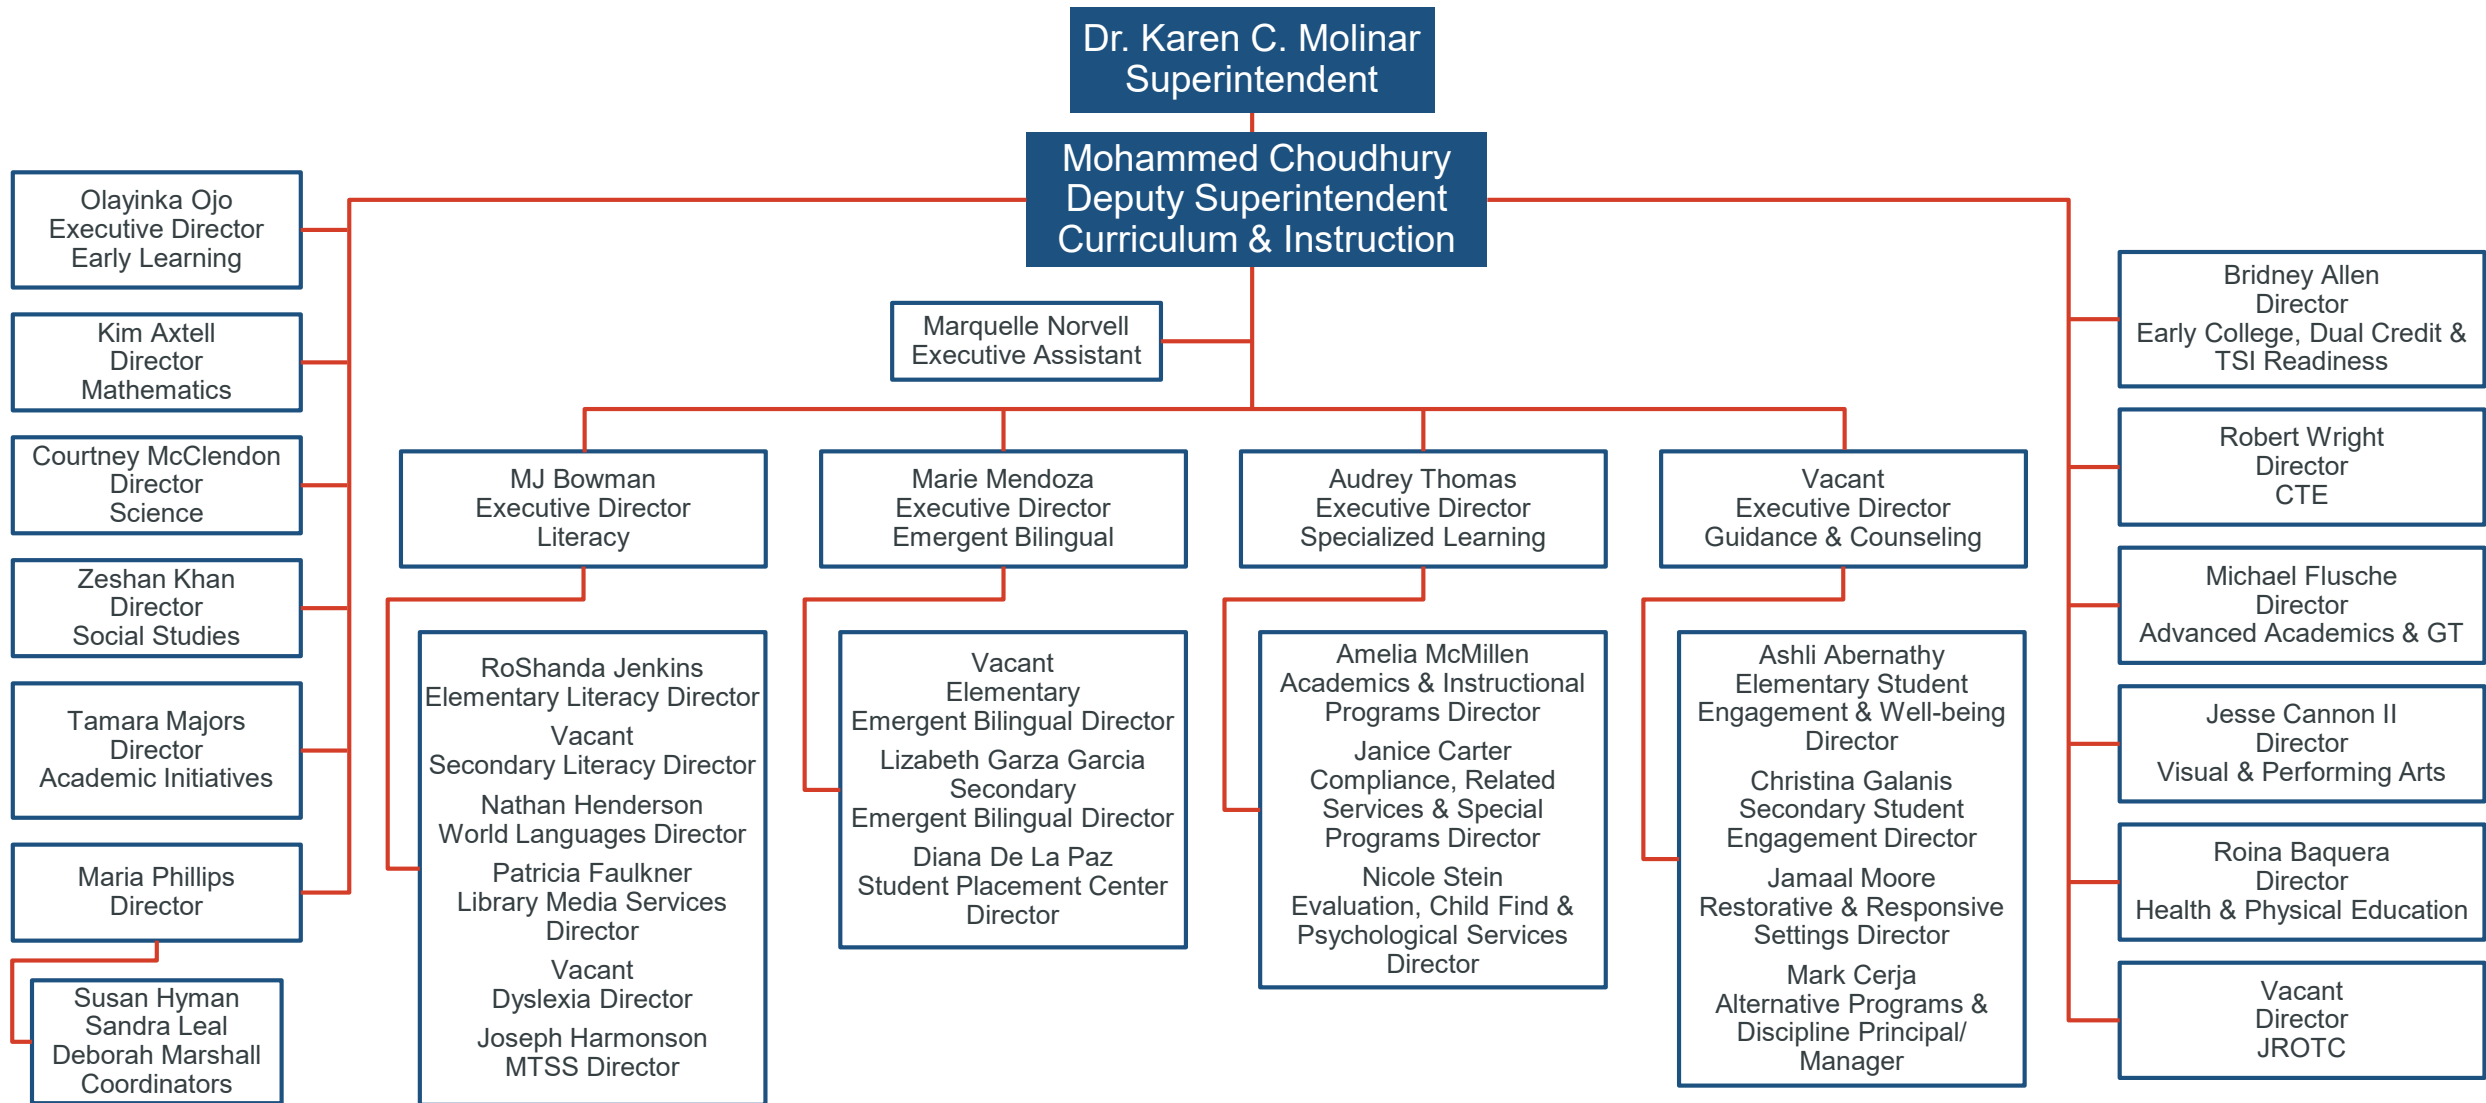 Dr. Karen C. Molinar
Superintendent
Mohammed Choudhury
Deputy Superintendent
Curriculum & Instruction
Marquelle Norvell
Executive Assistant
Olayinka Ojo
Executive Director
Early Learning
Kim Axtell
Director
Mathematics
Courtney McClendon
Director
Science
Zeshan Khan
Director
Social Studies
Tamara Majors
Director
Academic Initiatives
Maria Phillips
Director
Susan Hyman
Sandra Leal
Deborah Marshall
Coordinators
MJ Bowman
Executive Director
Literacy
RoShanda Jenkins
Elementary Literacy Director
Vacant
Secondary Literacy Director
Nathan Henderson
World Languages Director
Patricia Faulkner
Library Media Services
Director
Vacant
Dyslexia Director
Joseph Harmonson
MTSS Director
Marie Mendoza
Executive Director
Emergent Bilingual
Vacant
Elementary
Emergent Bilingual Director
Lizabeth Garza Garcia
Secondary
Emergent Bilingual Director
Diana De La Paz
Student Placement Center
Director
Audrey Thomas
Executive Director
Specialized Learning
Amelia McMillen
Academics & Instructional
Programs Director
Janice Carter
Compliance, Related
Services & Special
Programs Director
Nicole Stein
Evaluation, Child Find &
Psychological Services
Director
Vacant
Executive Director
Guidance & Counseling
Ashli Abernathy
Elementary Student
Engagement & Well-being
Director
Christina Galanis
Secondary Student
Engagement Director
Jamaal Moore
Restorative & Responsive
Settings Director
Mark Cerja
Alternative Programs &
Discipline Principal/
Manager
Bridney Allen
Director
Early College, Dual Credit &
TSI Readiness
Robert Wright
Director
CTE
Michael Flusche
Director
Advanced Academics & GT
Jesse Cannon II
Director
Visual & Performing Arts
Roina Baquera
Director
Health & Physical Education
Vacant
Director
JROTC